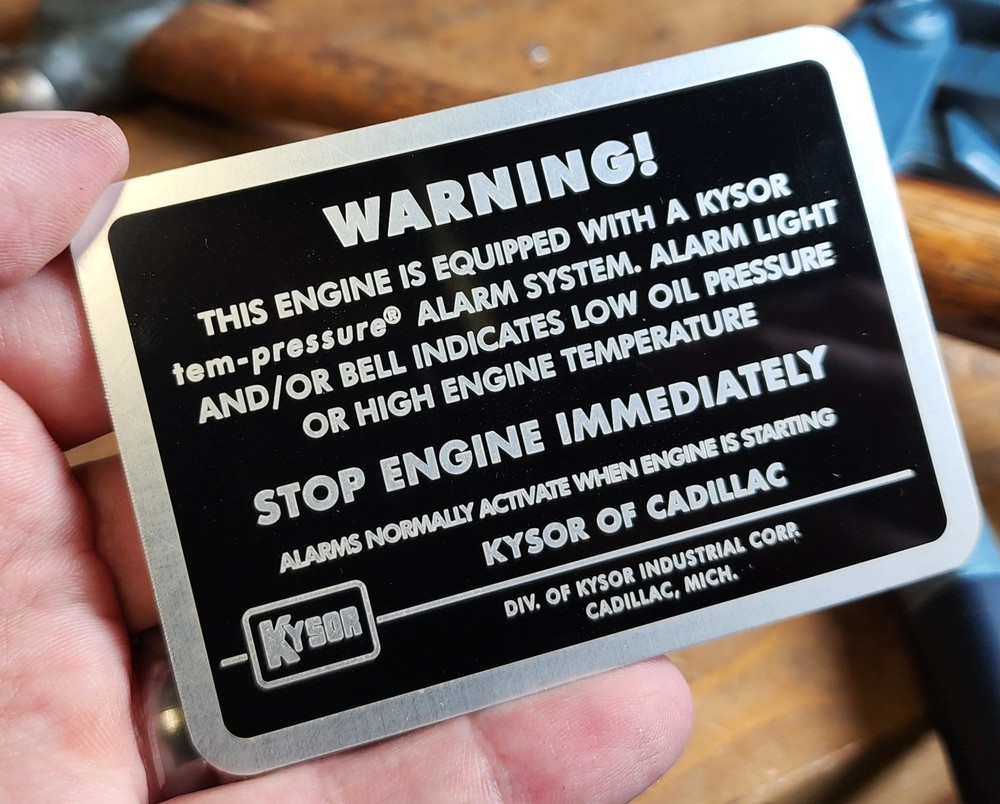 WARNING!
THIS ENGINE IS EQUIPPED WITH A KYSOR
tem-pressure® ALARM SYSTEM. ALARM LIGHT
AND/OR BELL INDICATES LOW OIL PRESSURE
OR HIGH ENGINE TEMPERATURE
STOP ENGINE IMMEDIATELY
ALARMS NORMALLY ACTIVATE WHEN ENGINE IS STARTING
KYSOR OF CADILLAC
DIV. OF KYSOR INDUSTRIAL CORP.
CADILLAC, MICH.
KYSOR